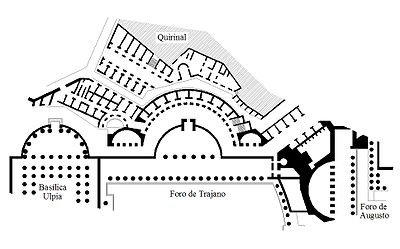 Quirinal
Basílica
Ulpia
Foro de Trajano
Foro de
Augusto